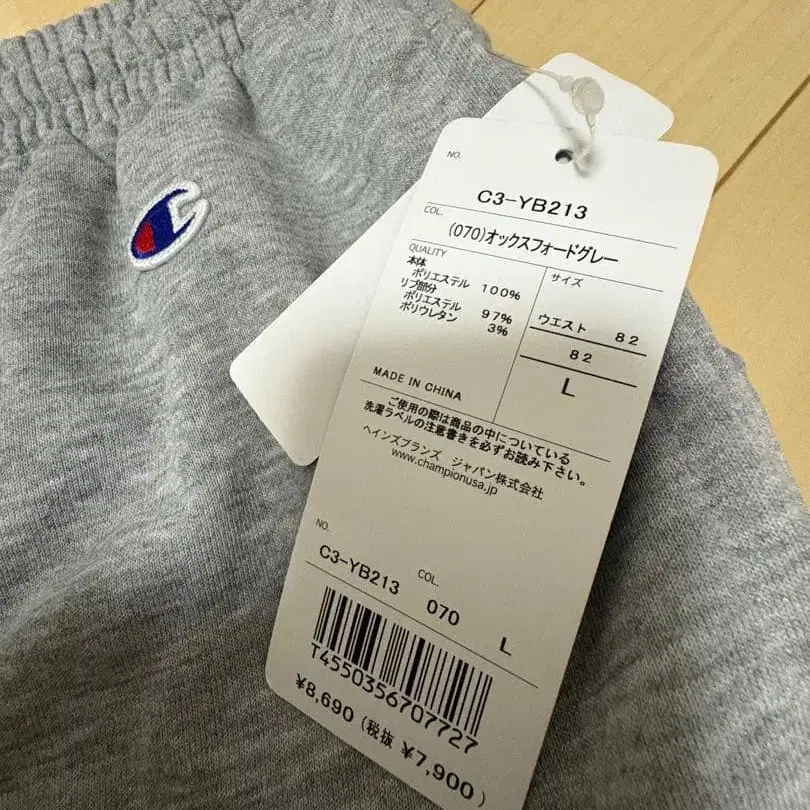 NO.
C3-YB213
COL.
(070)オックスフォードグレー
QUALITY
本体
ポリエステル 100%
リブ部分
ポリエステル 97%
ポリウレタン 3%
サイズ
ウエスト 82
82
L
MADE IN CHINA
ご使用の際は商品の中についている
洗濯ラベルの注意書きを必ずお読み下さい。
ヘインズブランズ ジャパン株式会社
www.championusa.jp
NO.
C3-YB213
COL.
070
L
T4550356707727
¥8,690 (税抜 ¥7,900)